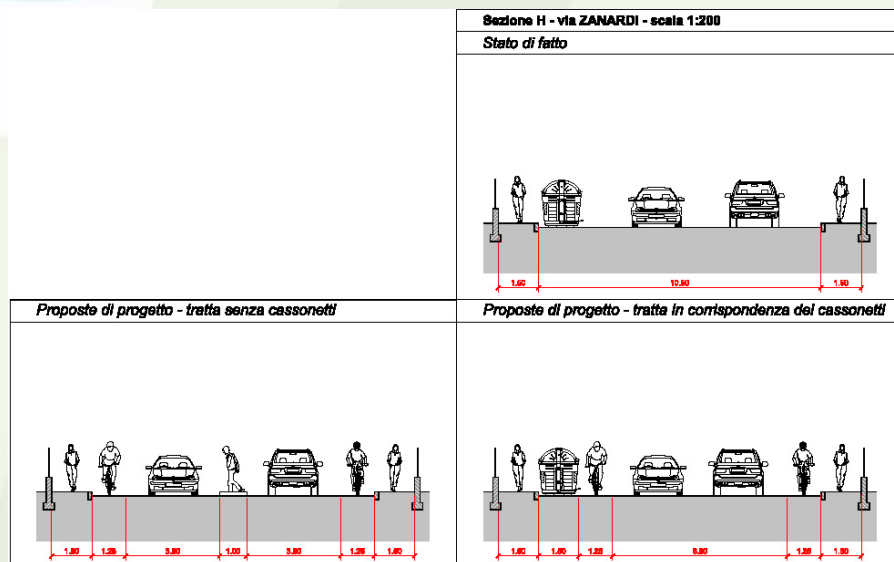 Sezione H - via ZANARDI - scala 1:200
Stato di fatto
1.50 10.50 1.50
Proposte di progetto - tratta senza cassonetti
1.50 1.25 3.50 1.00 3.50 1.25 1.50
Proposte di progetto - tratta in corrispondenza dei cassonetti
1.50 1.50 1.25 6.50 1.25 1.50